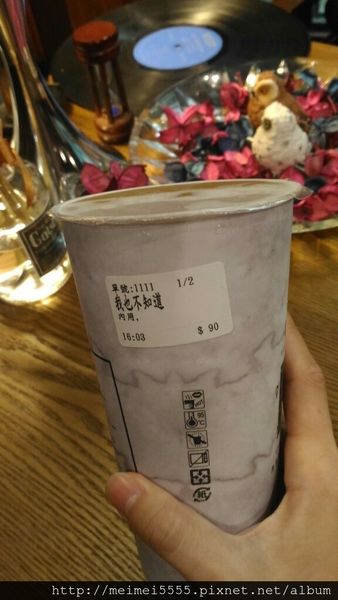 單號:1111 1/2
我也不知道
內用,
16:03 $ 90
95
℃
http://meimei5555.pixnet.net/album